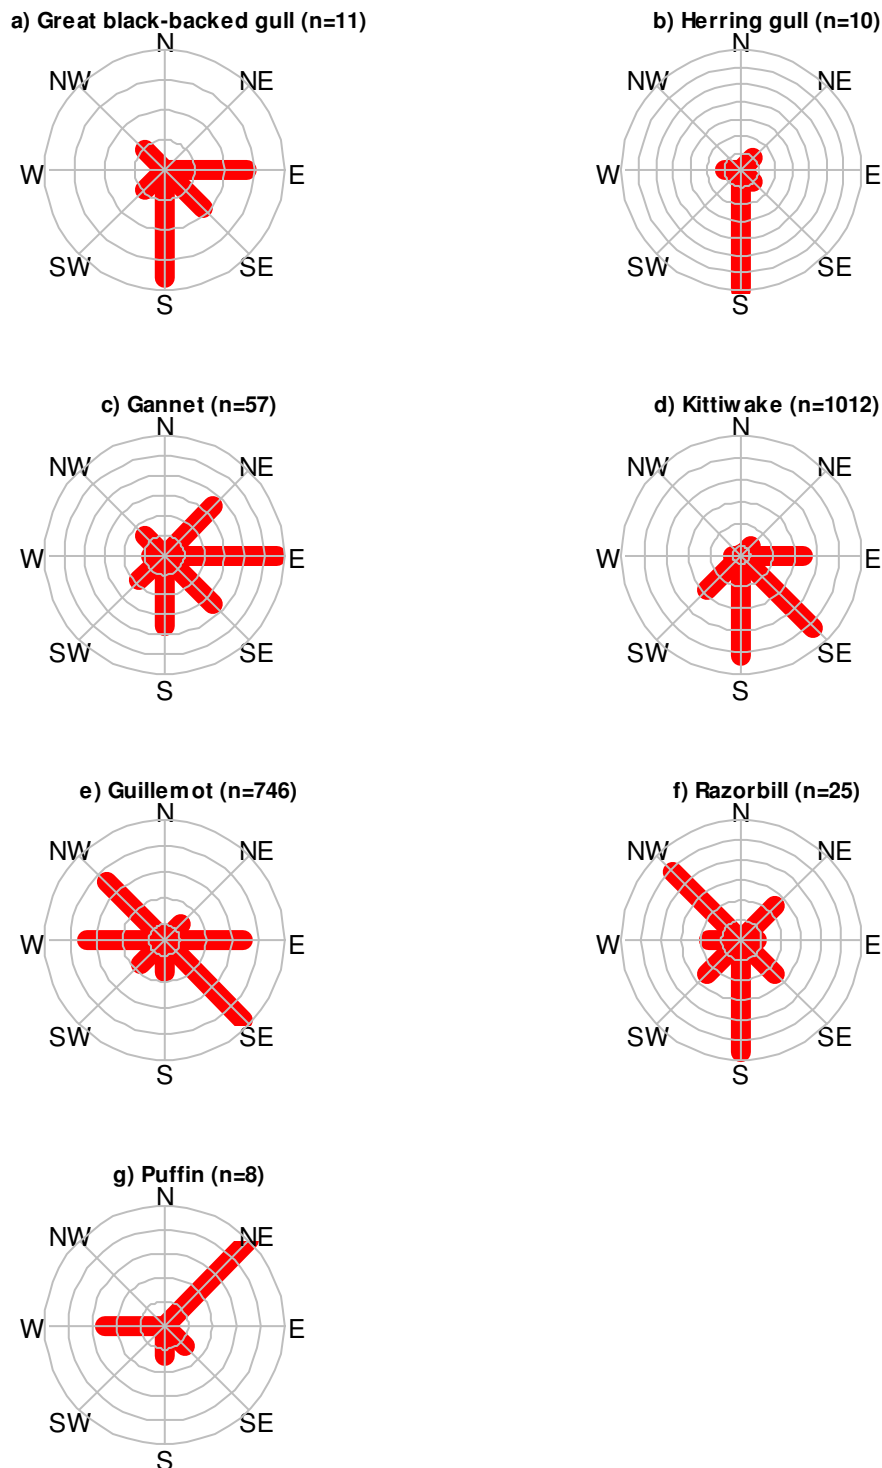 a) Great black-backed gull (n=11)
N
NW
NE
W
E
SW
SE
S
b) Herring gull (n=10)
N
NW
NE
W
E
SW
SE
S
c) Gannet (n=57)
N
NW
NE
W
E
SW
SE
S
d) Kittiwake (n=1012)
N
NW
NE
W
E
SW
SE
S
e) Guillemot (n=746)
N
NW
NE
W
E
SW
SE
S
f) Razorbill (n=25)
N
NW
NE
W
E
SW
SE
S
g) Puffin (n=8)
N
NW
NE
W
E
SW
SE
S